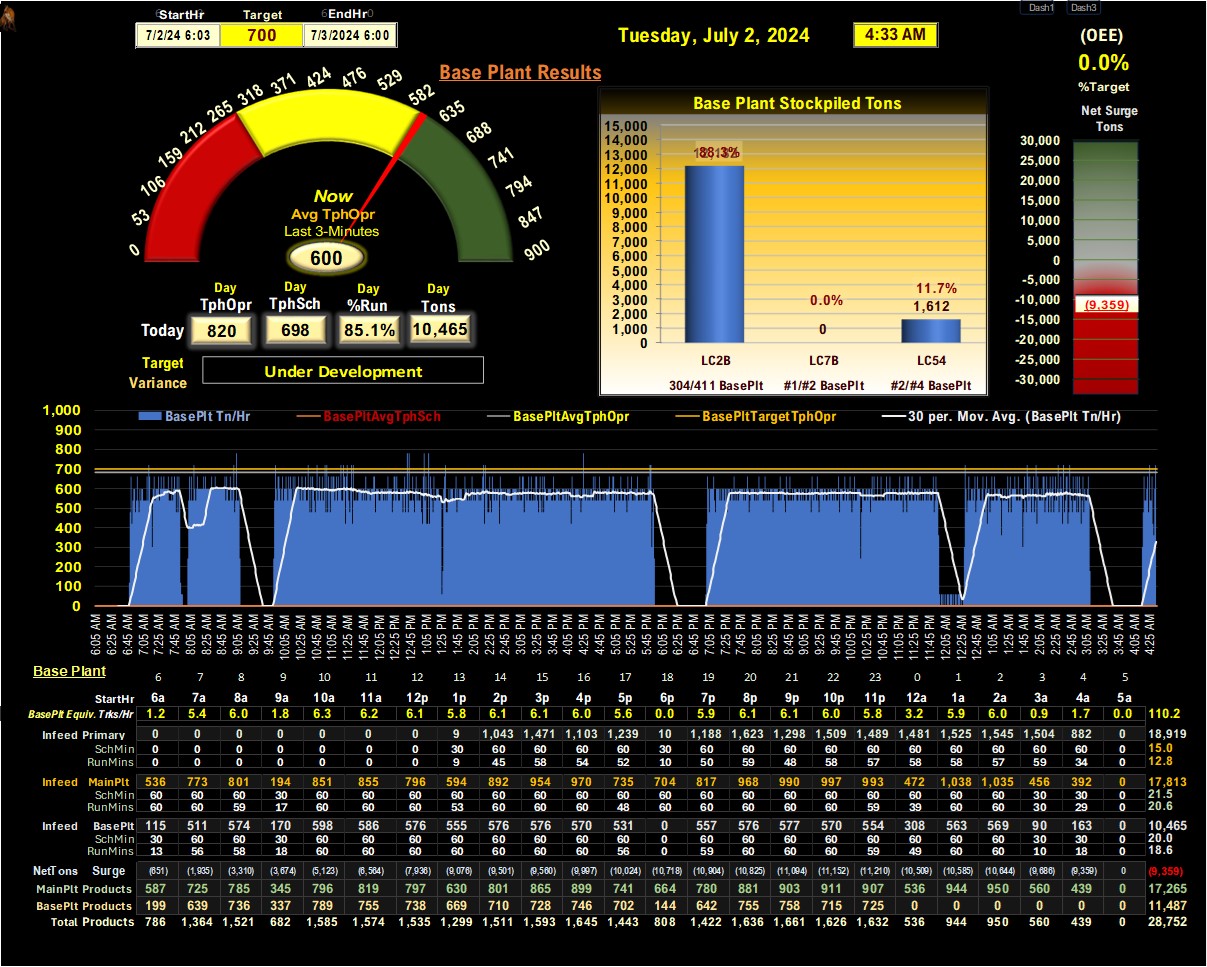 Dash1 Dash3
StartHr Target EndHr
7/2/24 6:03 700 7/3/2024 6:00
Tuesday, July 2, 2024 4:33 AM
(OEE)
0.0%
%Target
Base Plant Results
0 53 106 159 212 265 318 371 424 476 529 582 635 688 741 794 847 900
Now
Avg TphOpr
Last 3-Minutes
600
Day Day Day Day
TphOpr TphSch %Run Tons
Today 820 698 85.1% 10,465
Target
Variance
Under Development
Base Plant Stockpiled Tons
15,000
14,000
13,000
12,000
11,000
10,000
9,000
8,000
7,000
6,000
5,000
4,000
3,000
2,000
1,000
0
88.3%
0.0%
0
11.7%
1,612
LC2B LC7B LC54
304/411 BasePlt #1/#2 BasePlt #2/#4 BasePlt
Net Surge
Tons
30,000
25,000
20,000
15,000
10,000
5,000
0
-5,000
-10,000
-15,000
-20,000
-25,000
-30,000
(9,359)
BasePlt Tn/Hr BasePltAvgTphSch BasePltAvgTphOpr BasePltTargetTphOpr 30 per. Mov. Avg. (BasePlt Tn/Hr)
1,000
900
800
700
600
500
400
300
200
100
0
6:05 AM 6:25 AM 6:45 AM 7:05 AM 7:25 AM 7:45 AM 8:05 AM 8:25 AM 8:45 AM 9:05 AM 9:25 AM 9:45 AM 10:05 AM 10:25 AM 10:45 AM 11:05 AM 11:25 AM 11:45 AM 12:05 PM 12:25 PM 12:45 PM 1:05 PM 1:25 PM 1:45 PM 2:05 PM 2:25 PM 2:45 PM 3:05 PM 3:25 PM 3:45 PM 4:05 PM 4:25 PM 4:45 PM 5:05 PM 5:25 PM 5:45 PM 6:05 PM 6:25 PM 6:45 PM 7:05 PM 7:25 PM 7:45 PM 8:05 PM 8:25 PM 8:45 PM 9:05 PM 9:25 PM 9:45 PM 10:05 PM 10:25 PM 10:45 PM 11:05 PM 11:25 PM 11:45 PM 12:05 AM 12:25 AM 12:45 AM 1:05 AM 1:25 AM 1:45 AM 2:05 AM 2:25 AM 2:45 AM 3:05 AM 3:25 AM 3:45 AM 4:05 AM 4:25 AM
Base Plant 6 7 8 9 10 11 12 13 14 15 16 17 18 19 20 21 22 23 0 1 2 3 4 5
StartHr 6a 7a 8a 9a 10a 11a 12p 1p 2p 3p 4p 5p 6p 7p 8p 9p 10p 11p 12a 1a 2a 3a 4a 5a
BasePlt Equiv. Trks/Hr 1.2 5.4 6.0 1.8 6.3 6.2 6.1 5.8 6.1 6.1 6.0 5.6 0.0 5.9 6.1 6.1 6.0 5.8 3.2 5.9 6.0 0.9 1.7 0.0 110.2
Infeed Primary 0 0 0 0 0 0 0 9 1,043 1,471 1,103 1,239 10 1,188 1,623 1,298 1,509 1,489 1,481 1,525 1,545 1,504 882 0 18,919
SchMin 0 0 0 0 0 0 0 30 60 60 60 60 30 30 60 60 60 60 60 60 60 60 60 0 15.0
RunMin 0 0 0 0 0 0 0 9 45 58 54 52 10 50 59 48 58 58 57 58 57 59 34 0 12.8
Infeed MainPlt 536 773 801 194 851 855 796 594 892 954 970 735 704 817 968 990 997 993 472 1,038 1,035 456 392 0 17,813
SchMin 60 60 60 30 60 60 60 60 60 60 60 60 60 60 60 60 60 60 60 60 60 30 30 0 21.5
RunMins 60 60 59 17 60 60 60 53 60 60 60 48 60 60 60 60 60 59 39 60 60 30 29 0 20.6
Infeed BasePlt 115 511 574 170 598 586 576 555 576 576 570 531 0 557 576 577 570 554 308 563 569 90 163 0 10,465
SchMin 30 60 60 30 60 60 60 60 60 60 60 60 0 60 60 60 60 60 60 60 60 30 30 0 20.0
RunMins 13 56 58 18 60 60 60 58 60 60 60 56 0 59 60 60 60 59 49 60 60 10 18 0 18.6
NetTons Surge (651) (1,935) (3,310) (3,674) (5,123) (6,564) (7,936) (9,076) (9,501) (9,560) (9,997) (10,024) (10,718) (10,904) (10,825) (11,094) (11,152) (11,210) (10,509) (10,585) (10,644) (9,686) (9,359) 0 (9,359)
MainPlt Products 587 725 785 345 796 819 797 630 801 865 899 741 664 780 881 903 911 907 536 944 950 560 439 0 17,265
BasePlt Products 199 639 736 337 789 755 738 669 710 728 746 702 144 642 755 758 715 725 0 0 0 0 0 0 11,487
Total Products 786 1,364 1,521 682 1,585 1,574 1,535 1,299 1,511 1,593 1,645 1,443 808 1,422 1,636 1,661 1,626 1,632 536 944 950 560 439 0 28,752